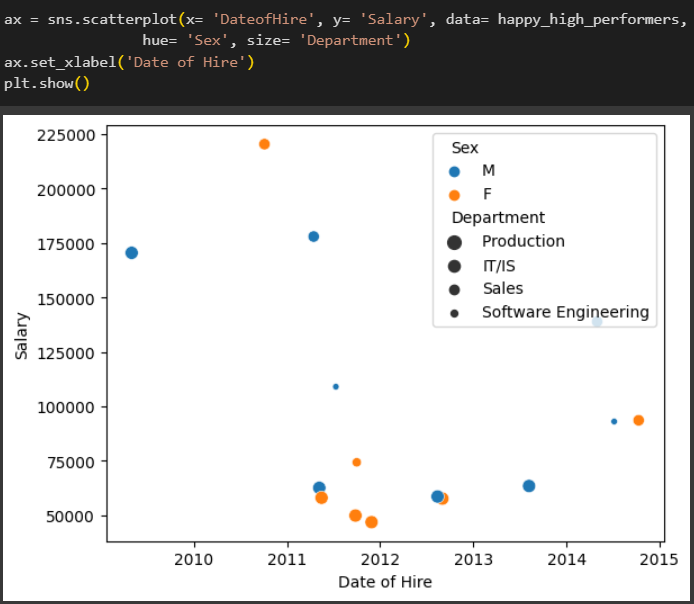 ax = sns.scatterplot(x= 'DateofHire', y= 'Salary', data= happy_high_performers,
hue= 'Sex', size= 'Department')
ax.set_xlabel('Date of Hire')
plt.show()
225000
200000
175000
150000
125000
100000
75000
50000
Salary
Sex
M
F
Department
Production
IT/IS
Sales
Software Engineering
2010 2011 2012 2013 2014 2015
Date of Hire